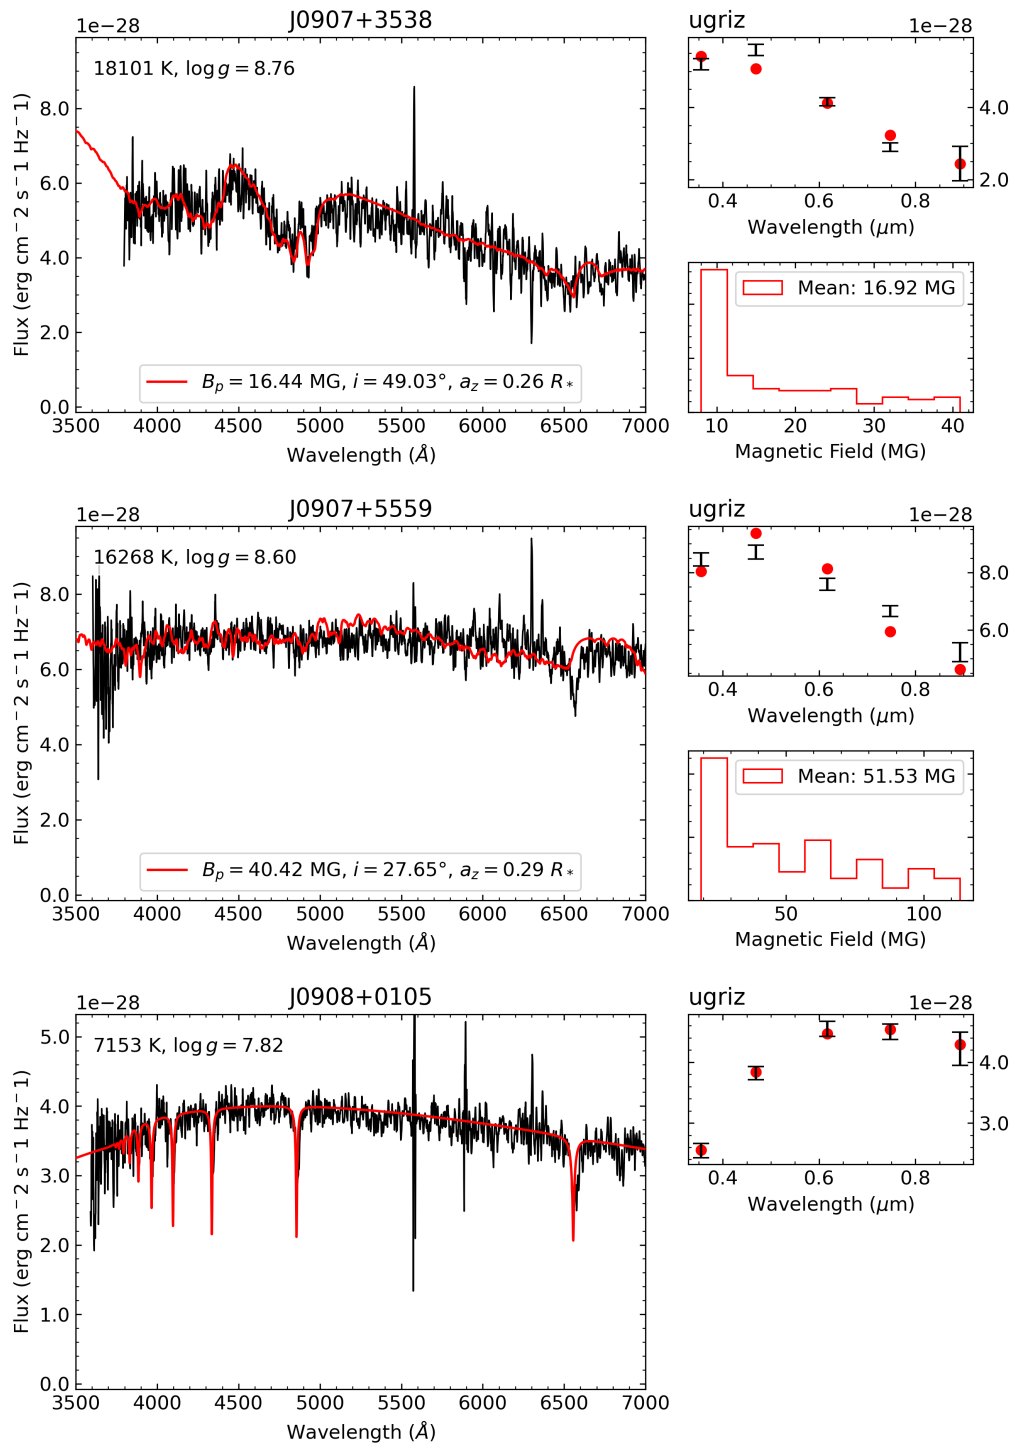 J0907+3538
1e−28
18101 K, log g = 8.76
Flux (erg cm−2 s−1 Hz−1)
8.0
6.0
4.0
2.0
0.0
B_p = 16.44 MG, i = 49.03°, a_z = 0.26 R_*
3500 4000 4500 5000 5500 6000 6500 7000
Wavelength (Å)
ugriz
1e−28
4.0
2.0
0.4 0.6 0.8
Wavelength (μm)
Mean: 16.92 MG
10 20 30 40
Magnetic Field (MG)
J0907+5559
1e−28
16268 K, log g = 8.60
Flux (erg cm−2 s−1 Hz−1)
8.0
6.0
4.0
2.0
0.0
B_p = 40.42 MG, i = 27.65°, a_z = 0.29 R_*
3500 4000 4500 5000 5500 6000 6500 7000
Wavelength (Å)
ugriz
1e−28
8.0
6.0
0.4 0.6 0.8
Wavelength (μm)
Mean: 51.53 MG
50 100
Magnetic Field (MG)
J0908+0105
1e−28
7153 K, log g = 7.82
Flux (erg cm−2 s−1 Hz−1)
5.0
4.0
3.0
2.0
1.0
0.0
3500 4000 4500 5000 5500 6000 6500 7000
Wavelength (Å)
ugriz
1e−28
4.0
3.0
0.4 0.6 0.8
Wavelength (μm)